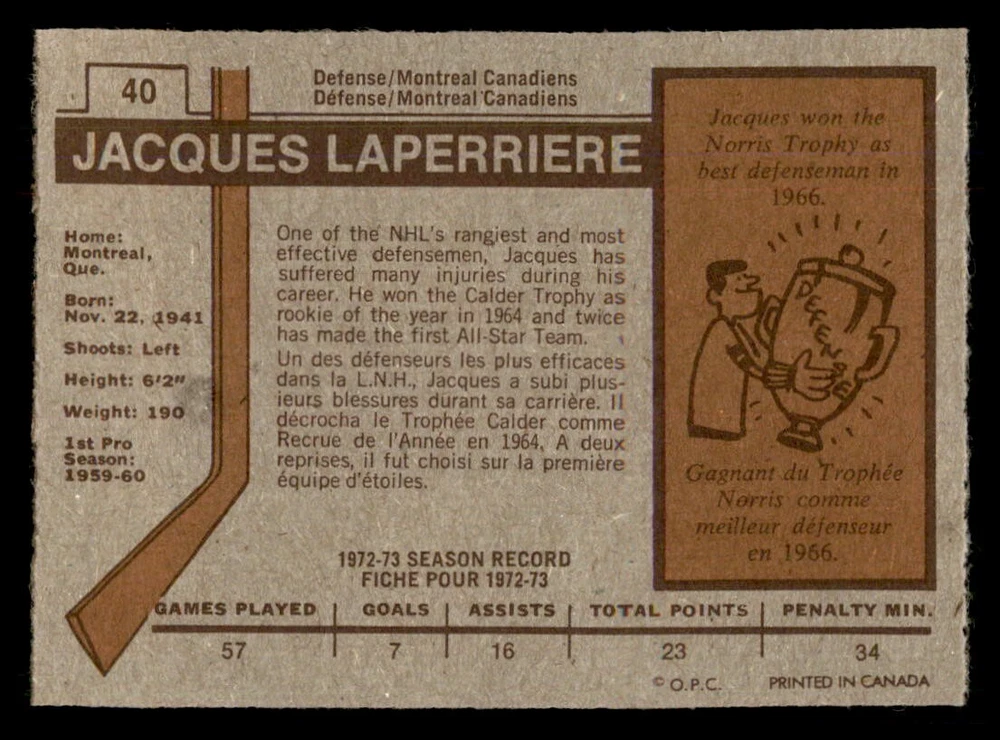 40
Defense/Montreal Canadiens
Défense/Montreal Canadiens
JACQUES LAPERRIERE
Home:
Montreal,
Que.
Born:
Nov. 22, 1941
Shoots: Left
Height: 6'2"
Weight: 190
1st Pro
Season:
1959-60
One of the NHL's rangiest and most
effective defensemen, Jacques has
suffered many injuries during his
career. He won the Calder Trophy as
rookie of the year in 1964 and twice
has made the first All-Star Team.
Un des défenseurs les plus efficaces
dans la L.N.H., Jacques a subi plus-
ieurs blessures durant sa carrière. Il
décrocha le Trophée Calder comme
Recrue de l'Année en 1964. A deux
reprises, il fut choisi sur la première
équipe d'étoiles.
Jacques won the
Norris Trophy as
best defenseman in
1966.
DEFENSE
Gagnant du Trophée
Norris comme
meilleur défenseur
en 1966.
1972-73 SEASON RECORD
FICHE POUR 1972-73
GAMES PLAYED | GOALS | ASSISTS | TOTAL POINTS | PENALTY MIN.
57 7 16 23 34
© O.P.C. PRINTED IN CANADA